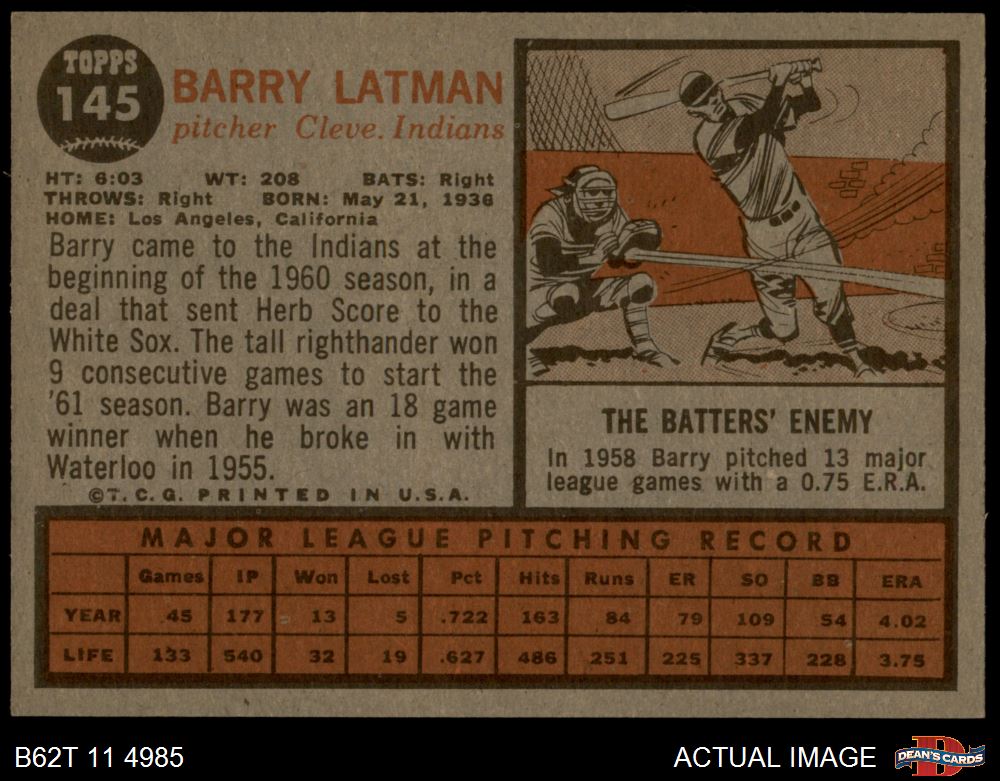 TOPPS
145
BARRY LATMAN
pitcher Cleve. Indians
HT: 6:03 WT: 208 BATS: Right
THROWS: Right BORN: May 21, 1936
HOME: Los Angeles, California
Barry came to the Indians at the
beginning of the 1960 season, in a
deal that sent Herb Score to the
White Sox. The tall righthander won
9 consecutive games to start the
'61 season. Barry was an 18 game
winner when he broke in with
Waterloo in 1955.
©T. C. G. PRINTED IN U.S.A.
THE BATTERS' ENEMY
In 1958 Barry pitched 13 major
league games with a 0.75 E.R.A.
MAJOR LEAGUE PITCHING RECORD
Games IP Won Lost Pct Hits Runs ER SO BB ERA
YEAR 45 177 13 5 .722 163 84 79 109 54 4.02
LIFE 133 540 32 19 .627 486 251 225 337 228 3.75
B62T 11 4985
ACTUAL IMAGE
D
DEAN'S CARDS